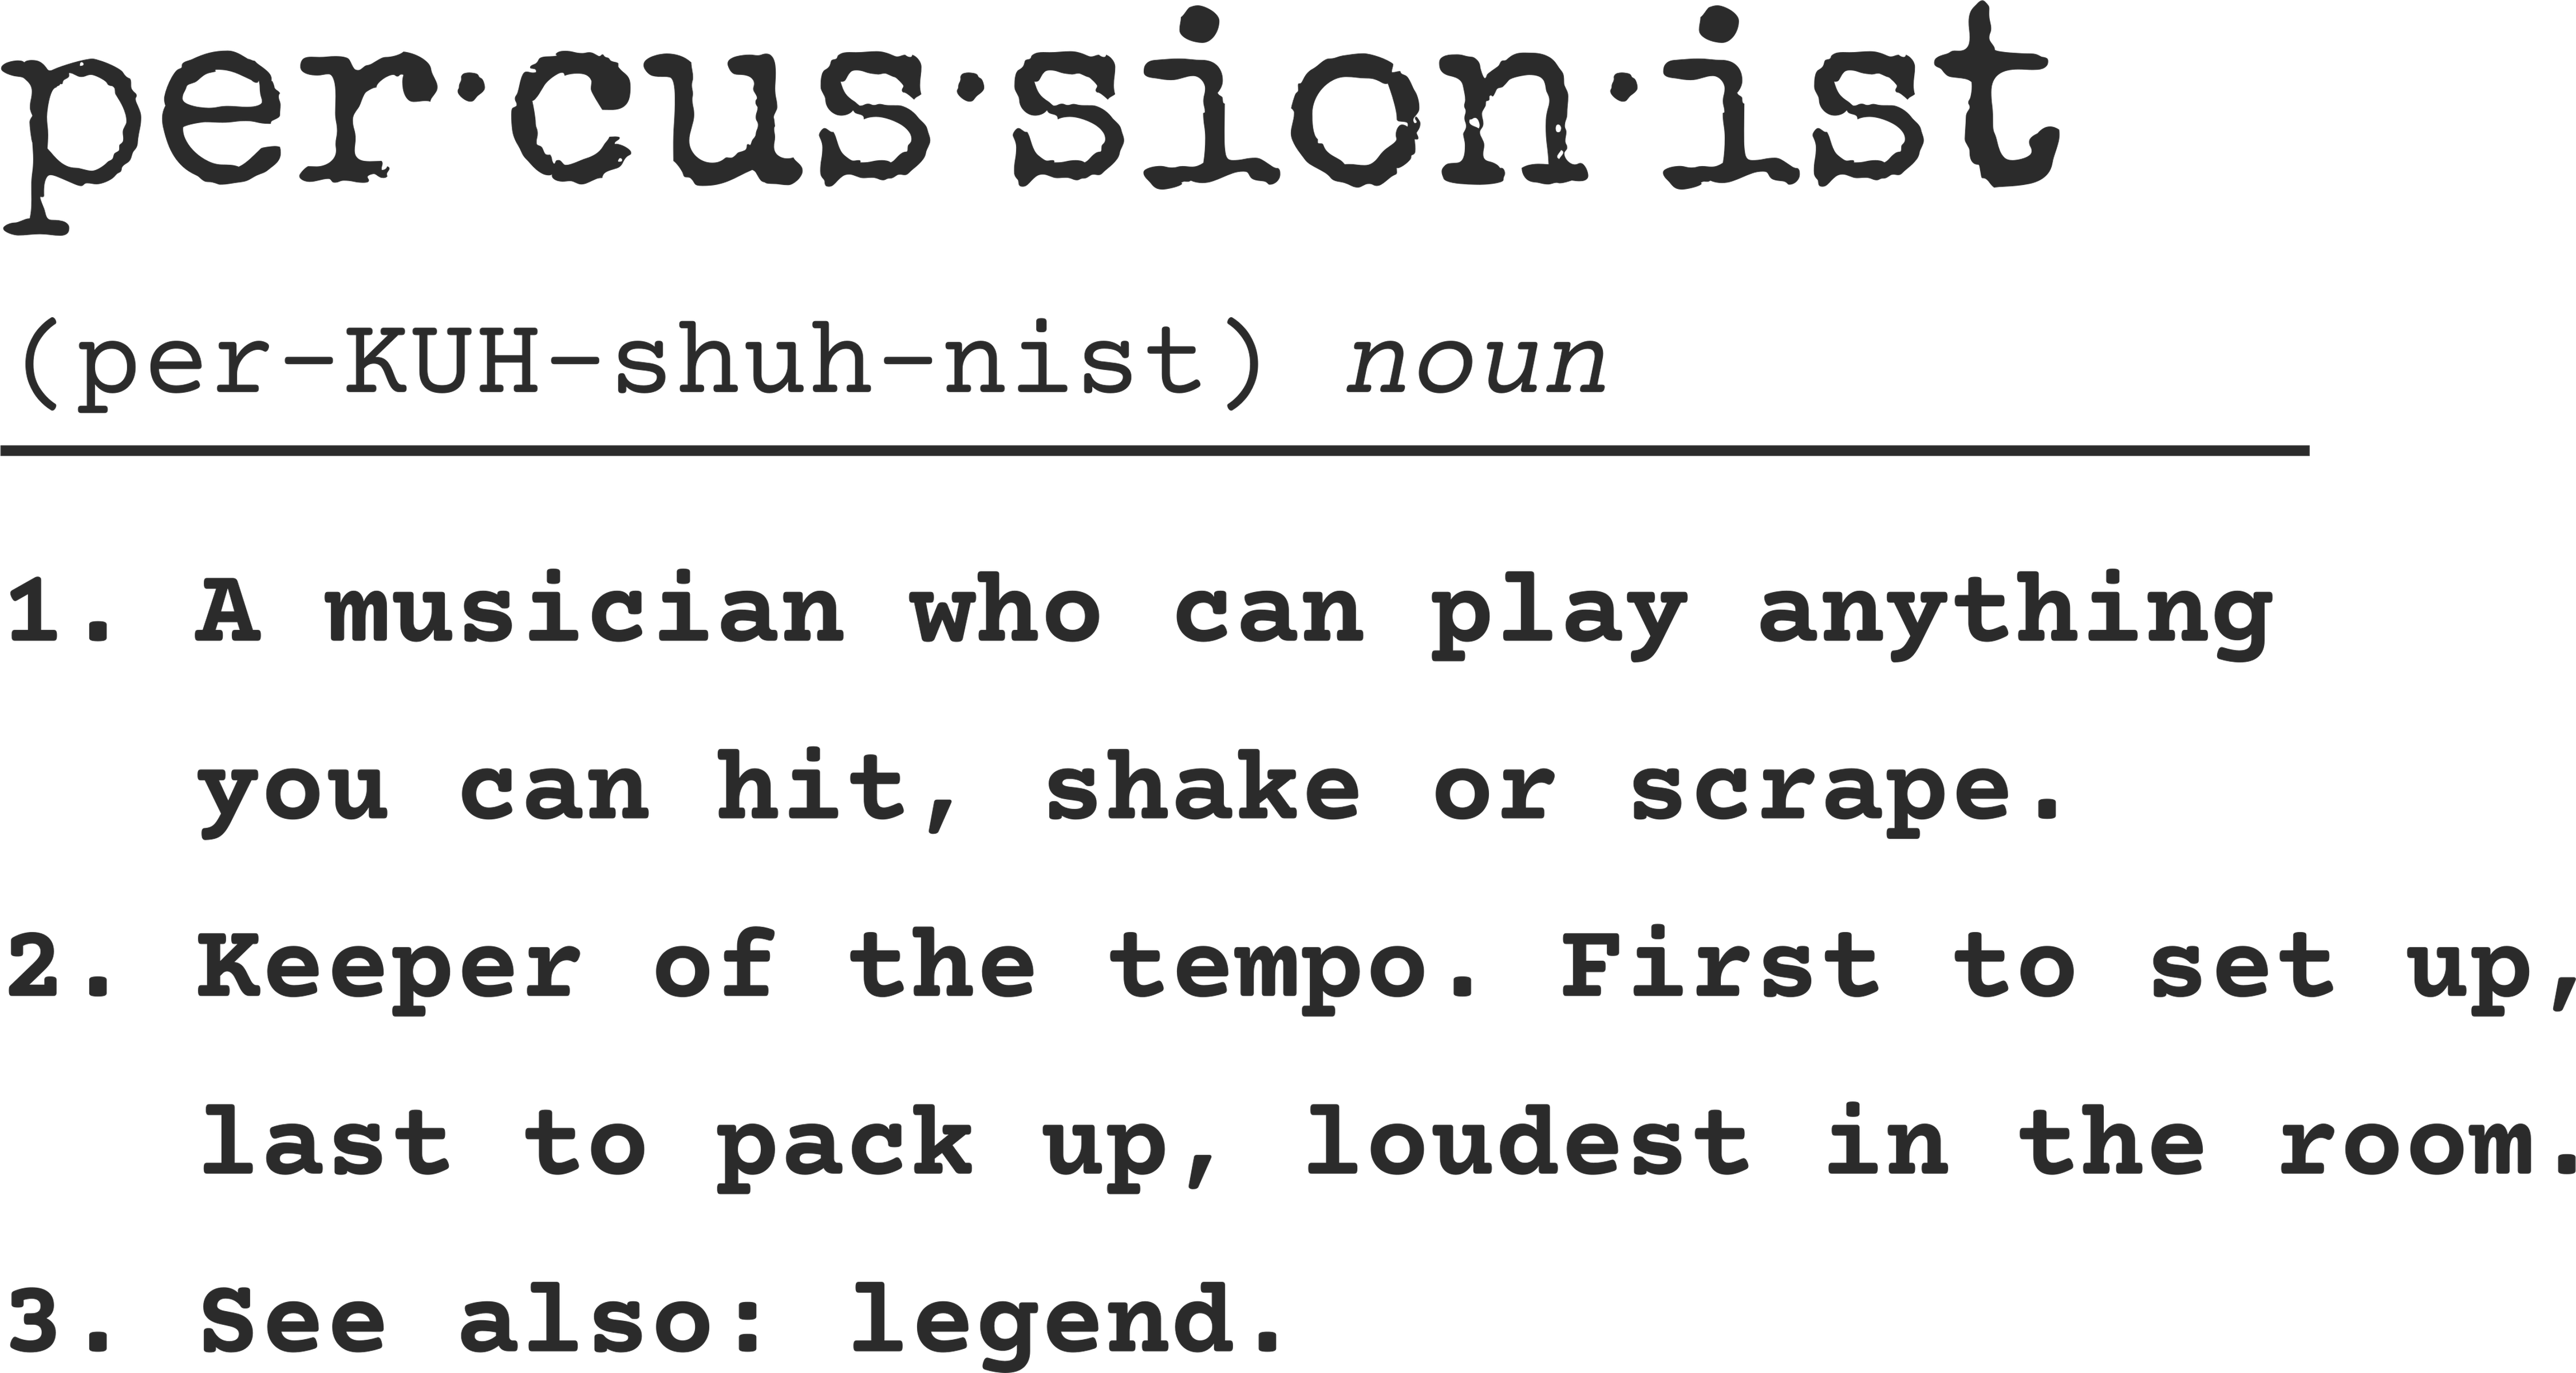 per·cus·sion·ist
(per-KUH-shuh-nist) noun
1. A musician who can play anything
you can hit, shake or scrape.
2. Keeper of the tempo. First to set up,
last to pack up, loudest in the room.
3. See also: legend.